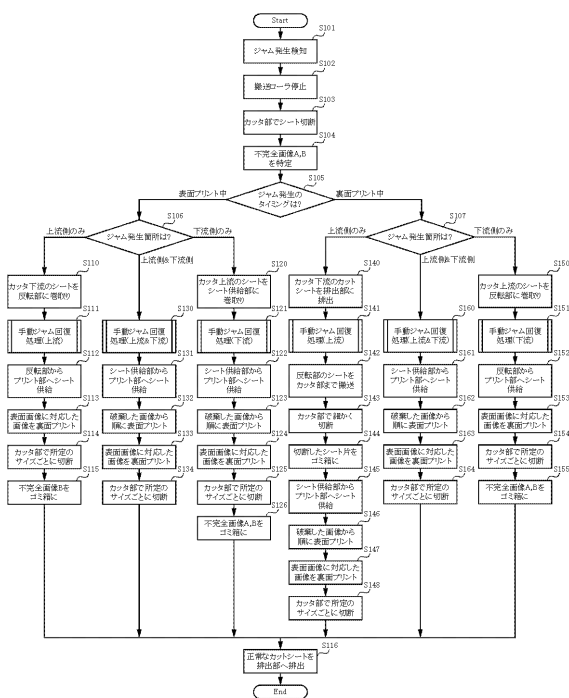 Start
S101
ジャム発生検知
S102
搬送ローラ停止
S103
カッタ部でシート切断
S104
不完全画像A,B
を特定
S105
ジャム発生の
タイミングは?
表面プリント中
裏面プリント中
S106
ジャム発生箇所は?
上流側のみ
下流側のみ
上流側&下流側
S107
ジャム発生箇所は?
上流側のみ
下流側のみ
上流側&下流側
S110
カッタ下流のシートを
反転部に巻取り
S111
手動ジャム回復
処理(上流)
S112
反転部から
プリント部へシート
供給
S113
表面画像に対応した
画像を裏面プリント
S114
カッタ部で所定の
サイズごとに切断
S115
不完全画像Bを
ゴミ箱に
S130
手動ジャム回復
処理(上流&下流)
S131
シート供給部から
プリント部へシート
供給
S132
破棄した画像から
順に表面プリント
S133
表面画像に対応した
画像を裏面プリント
S134
カッタ部で所定の
サイズごとに切断
S120
カッタ上流のシートを
シート供給部に
巻取り
S121
手動ジャム回復
処理(下流)
S122
シート供給部から
プリント部へシート
供給
S123
破棄した画像から
順に表面プリント
S124
表面画像に対応した
画像を裏面プリント
S125
カッタ部で所定の
サイズごとに切断
S126
不完全画像A,Bを
ゴミ箱に
S140
カッタ下流のカット
シートを排出部に
排出
S141
手動ジャム回復
処理(上流)
S142
反転部のシートを
カッタ部まで搬送
S143
カッタ部で細かく
切断
S144
切断したシート片を
ゴミ箱に
S145
シート供給部から
プリント部へシート
供給
S146
破棄した画像から
順に表面プリント
S147
表面画像に対応した
画像を裏面プリント
S148
カッタ部で所定の
サイズごとに切断
S160
手動ジャム回復
処理(上流&下流)
S161
シート供給部から
プリント部へシート
供給
S162
破棄した画像から
順に表面プリント
S163
表面画像に対応した
画像を裏面プリント
S164
カッタ部で所定の
サイズごとに切断
S150
カッタ上流のシートを
反転部に巻取り
S151
手動ジャム回復
処理(下流)
S152
反転部から
プリント部へシート
供給
S153
表面画像に対応した
画像を裏面プリント
S154
カッタ部で所定の
サイズごとに切断
S155
不完全画像A,Bを
ゴミ箱に
S116
正常なカットシートを
排出部へ排出
End